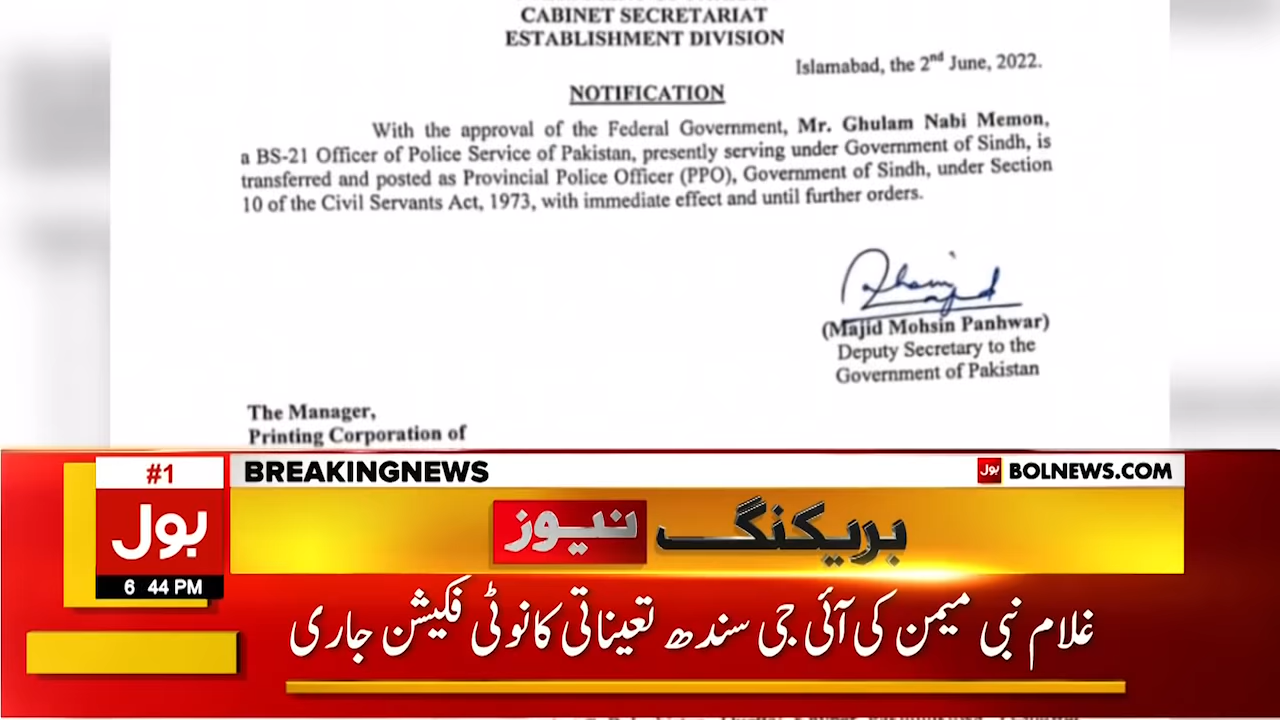 CABINET SECRETARIAT
ESTABLISHMENT DIVISION
Islamabad, the 2nd June, 2022.
NOTIFICATION
With the approval of the Federal Government, Mr. Ghulam Nabi Memon,
a BS-21 Officer of Police Service of Pakistan, presently serving under Government of Sindh, is
transferred and posted as Provincial Police Officer (PPO), Government of Sindh, under Section
10 of the Civil Servants Act, 1973, with immediate effect and until further orders.
(Majid Mohsin Panhwar)
Deputy Secretary to the
Government of Pakistan
The Manager,
Printing Corporation of
#1
بول
6 44 PM
BREAKINGNEWS
بول BOLNEWS.COM
بریکنگ نیوز
غلام نبی میمن کی آئی جی سندھ تعیناتی کا نوٹی فکیشن جاری